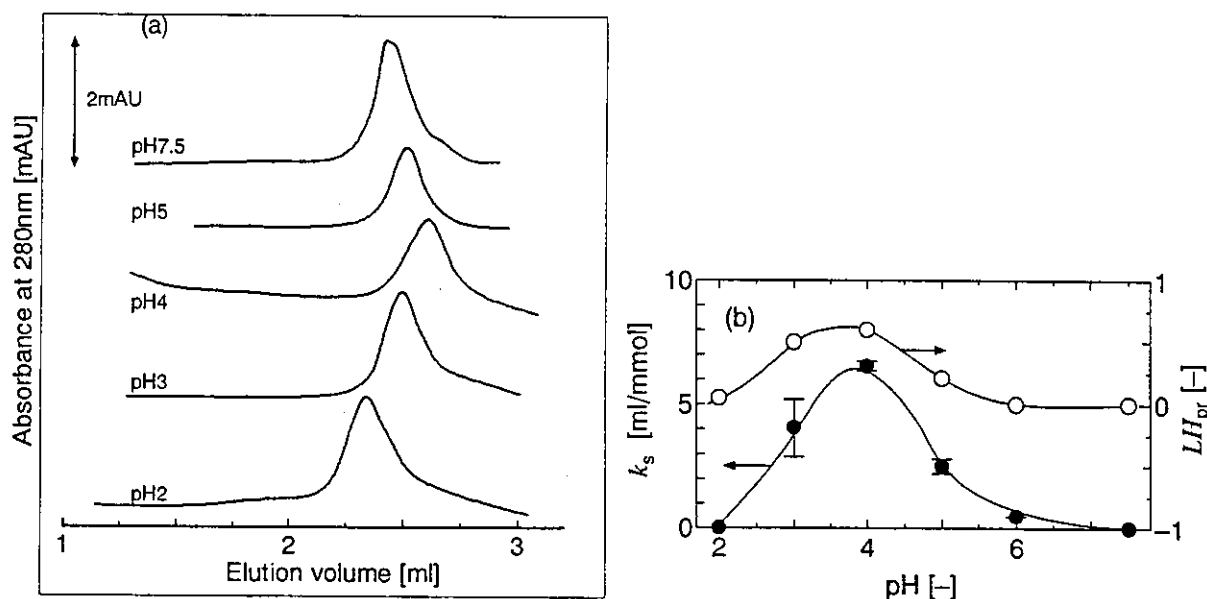 (a)
2mAU
pH7.5
pH5
pH4
pH3
pH2
Absorbance at 280nm [mAU]
1 2 3
Elution volume [ml]
(b)
10
5
0
k_s [ml/mmol]
1
0
−1
LH_pr [–]
2 4 6
pH [–]